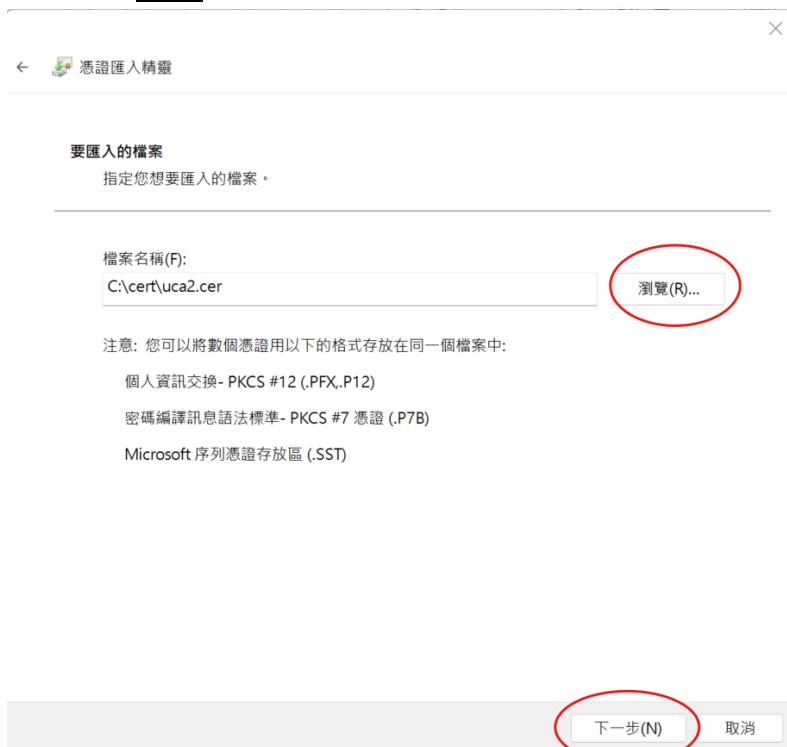 憑證匯入精靈
要匯入的檔案
指定您想要匯入的檔案。
檔案名稱(F):
C:\cert\uca2.cer
瀏覽(R)...
注意: 您可以將數個憑證用以下的格式存放在同一個檔案中:
個人資訊交換- PKCS #12 (.PFX,.P12)
密碼編譯訊息語法標準- PKCS #7 憑證 (.P7B)
Microsoft 序列憑證存放區 (.SST)
下一步(N)
取消